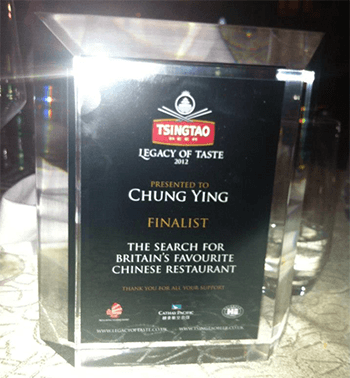 TSINGTAO
BEER
LEGACY OF TASTE
2012
PRESENTED TO
CHUNG YING
FINALIST
THE SEARCH FOR
BRITAIN'S FAVOURITE
CHINESE RESTAURANT
THANK YOU FOR ALL YOUR SUPPORT
CATHAY PACIFIC
WWW.LEGACYOFTASTE.CO.UK